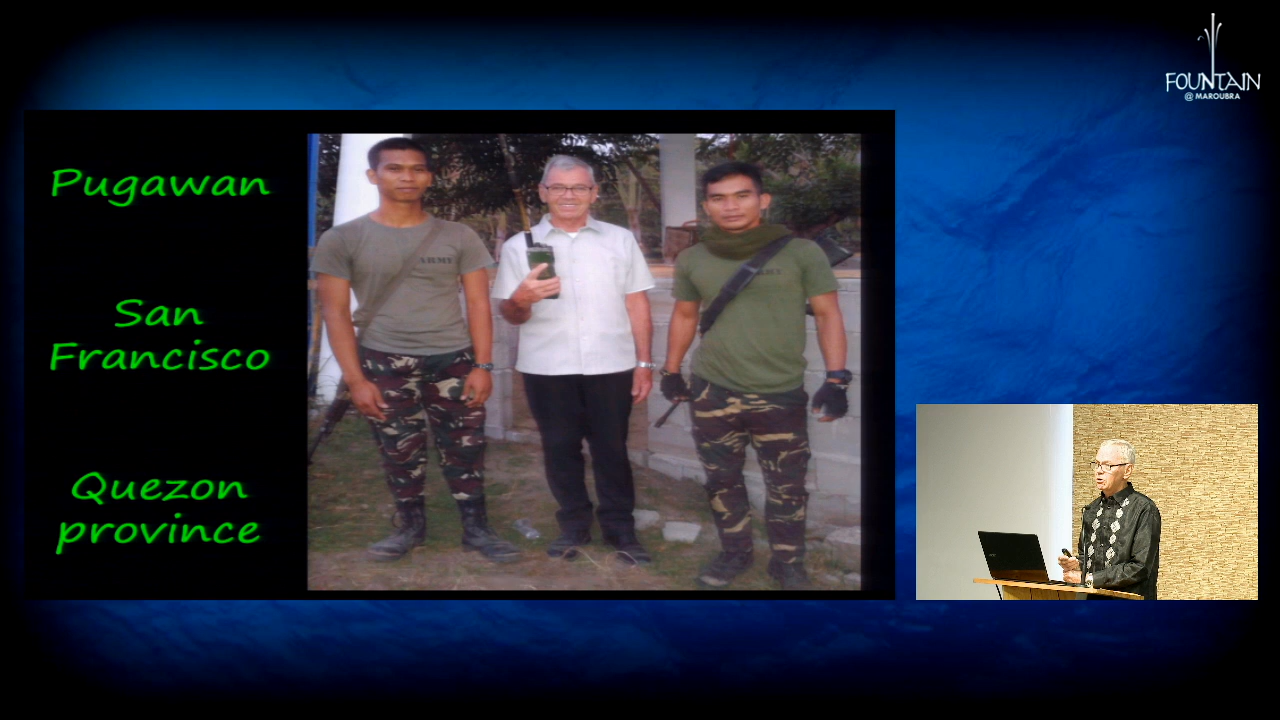 Pugawan
San
Francisco
Quezon
province
ARMY
FOUNTAIN
@ MAROUBRA